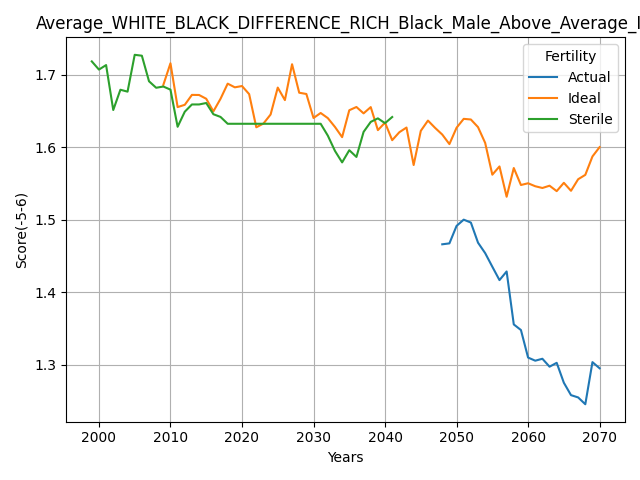 Average_WHITE_BLACK_DIFFERENCE_RICH_Black_Male_Above_Average_I
Fertility
Actual
Ideal
Sterile
Score(-5-6)
1.7
1.6
1.5
1.4
1.3
2000 2010 2020 2030 2040 2050 2060 2070
Years